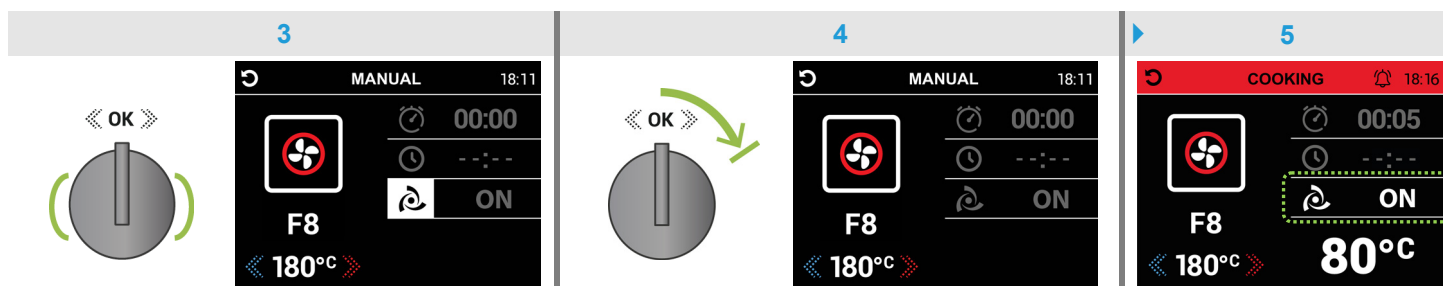 3
4
5
OK
MANUAL 18:11
00:00
--:--
ON
F8
180°C
OK
MANUAL 18:11
00:00
--:--
ON
F8
180°C
COOKING 18:16
00:05
--:--
ON
F8
180°C
80°C